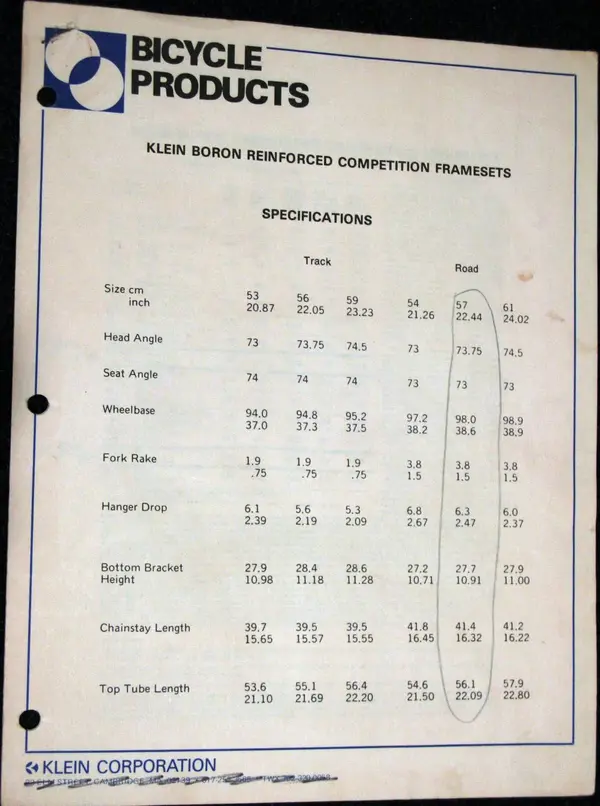 BICYCLE
PRODUCTS
KLEIN BORON REINFORCED COMPETITION FRAMESETS
SPECIFICATIONS
Track Road
Size cm 53 56 59 54 57 61
inch 20.87 22.05 23.23 21.26 22.44 24.02
Head Angle 73 73.75 74.5 73 73.75 74.5
Seat Angle 74 74 74 73 73 73
Wheelbase 94.0 94.8 95.2 97.2 98.0 98.9
37.0 37.3 37.5 38.2 38.6 38.9
Fork Rake 1.9 1.9 1.9 3.8 3.8 3.8
.75 .75 .75 1.5 1.5 1.5
Hanger Drop 6.1 5.6 5.3 6.8 6.3 6.0
2.39 2.19 2.09 2.67 2.47 2.37
Bottom Bracket 27.9 28.4 28.6 27.2 27.7 27.9
Height 10.98 11.18 11.28 10.71 10.91 11.00
Chainstay Length 39.7 39.5 39.5 41.8 41.4 41.2
15.65 15.57 15.55 16.45 16.32 16.22
Top Tube Length 53.6 55.1 56.4 54.6 56.1 57.9
21.10 21.69 22.20 21.50 22.09 22.80
KLEIN CORPORATION
STREET, CAMBRIDGE